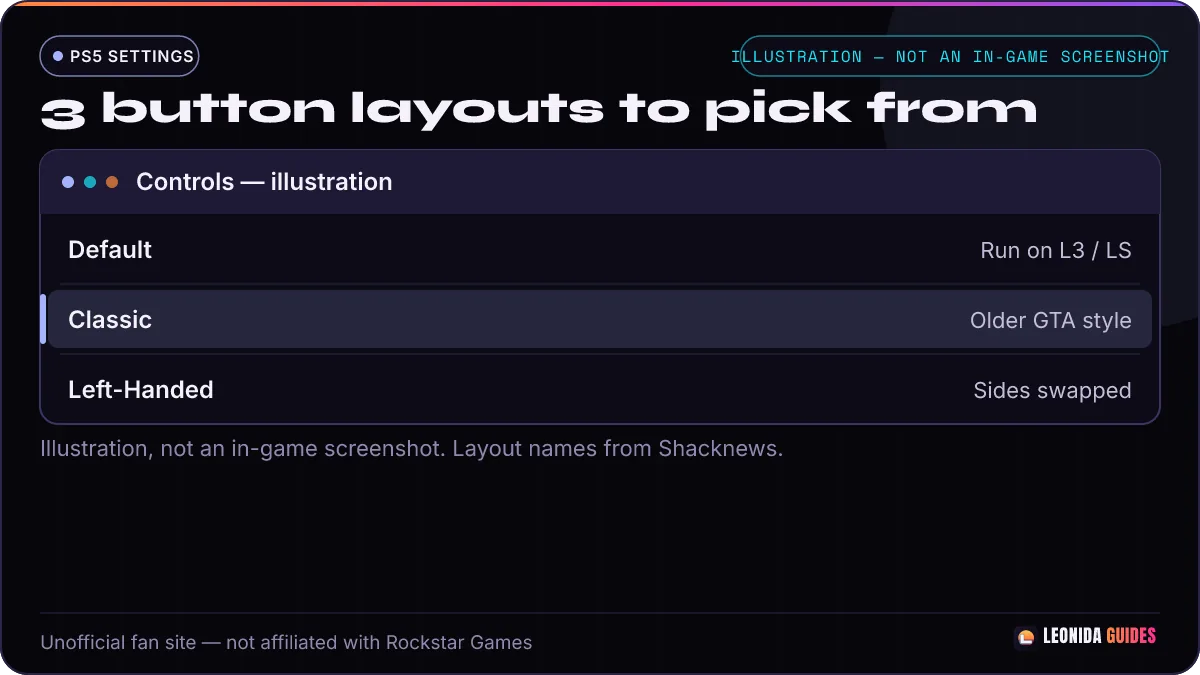 PS5 SETTINGS
ILLUSTRATION — NOT AN IN-GAME SCREENSHOT
3 button layouts to pick from
Controls — illustration
Default
Run on L3 / LS
Classic
Older GTA style
Left-Handed
Sides swapped
Illustration, not an in-game screenshot. Layout names from Shacknews.
Unofficial fan site — not affiliated with Rockstar Games
LEONIDA GUIDES